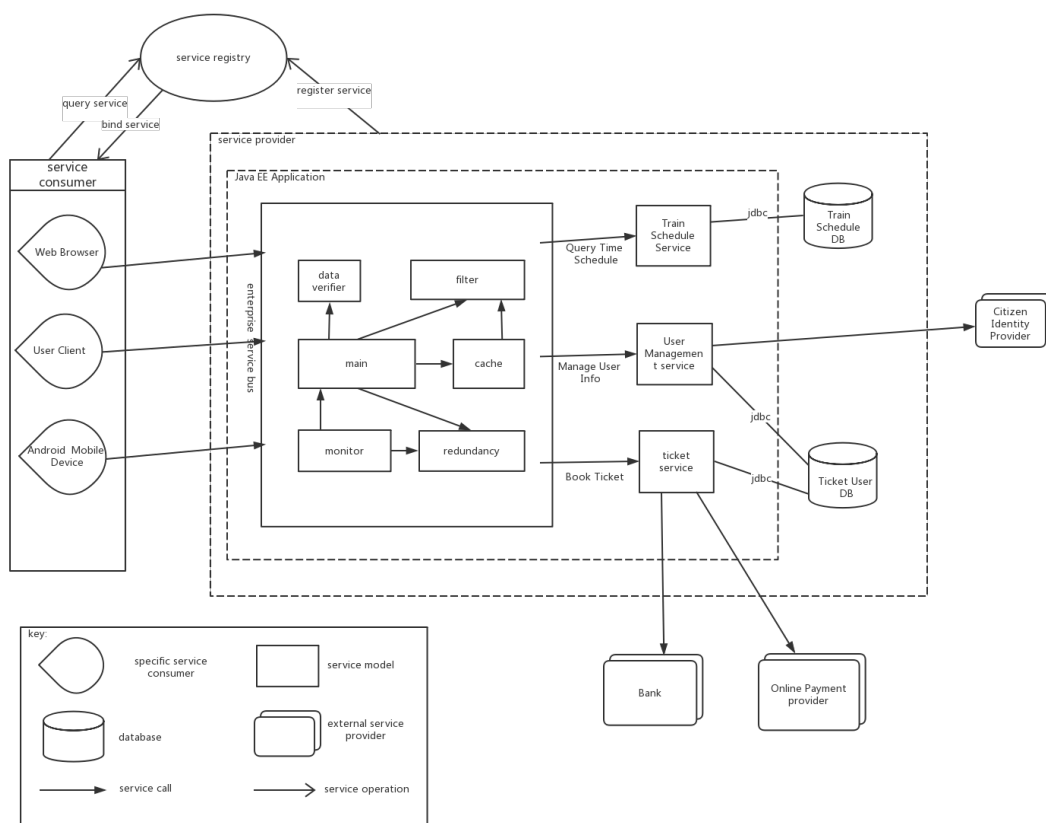 service registry
query service
register service
bind service
service provider
service
consumer
Java EE Application
Web Browser
User Client
Android Mobile
Device
enterprise service bus
data
verifier
filter
main
cache
monitor
redundancy
Query Time
Schedule
Manage User
Info
Book Ticket
Train
Schedule
Service
User
Managemen
t service
ticket
service
jdbc
Train
Schedule
DB
jdbc
jdbc
Ticket User
DB
Citizen
Identity
Provider
Bank
Online Payment
provider
key:
specific service
consumer
service model
database
external service
provider
service call
service operation